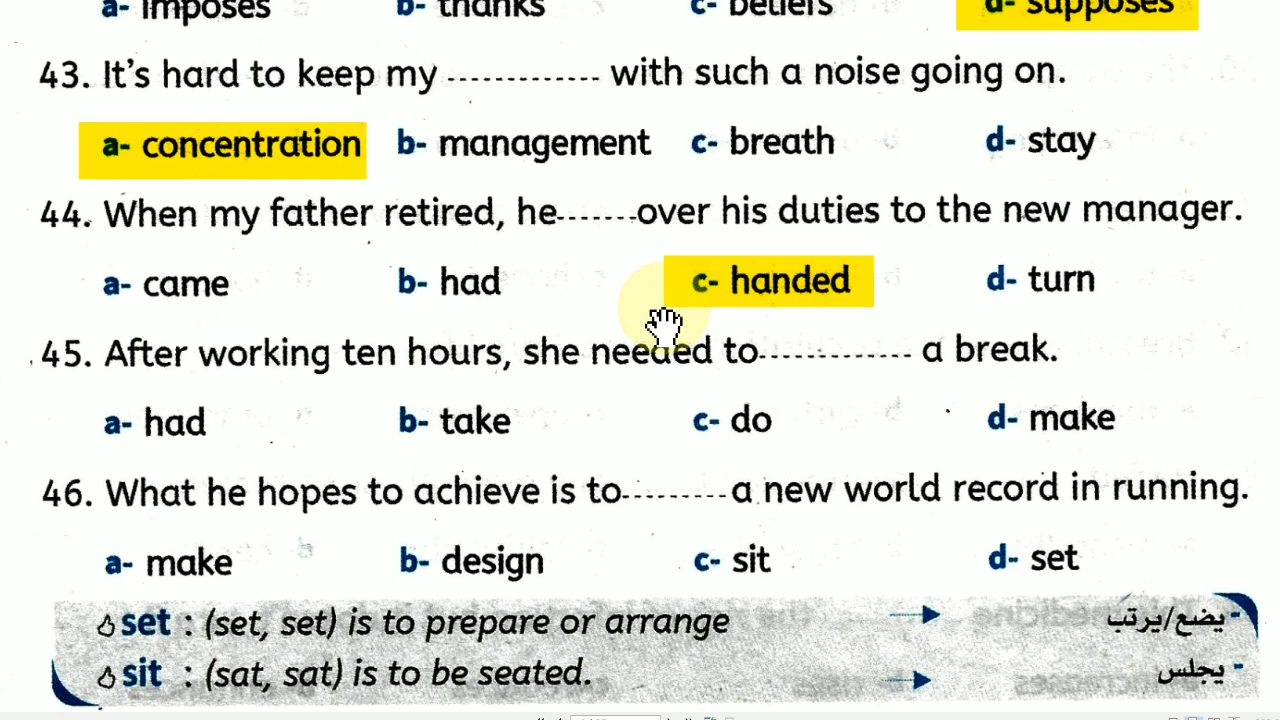 a- imposes b- thanks c- beliefs d- supposes
43. It's hard to keep my ------------- with such a noise going on.
a- concentration b- management c- breath d- stay
44. When my father retired, he-------over his duties to the new manager.
a- came b- had c- handed d- turn
45. After working ten hours, she needed to------------- a break.
a- had b- take c- do d- make
46. What he hopes to achieve is to--------- a new world record in running.
a- make b- design c- sit d- set
set : (set, set) is to prepare or arrange - يضع/يرتب
sit : (sat, sat) is to be seated. - يجلس